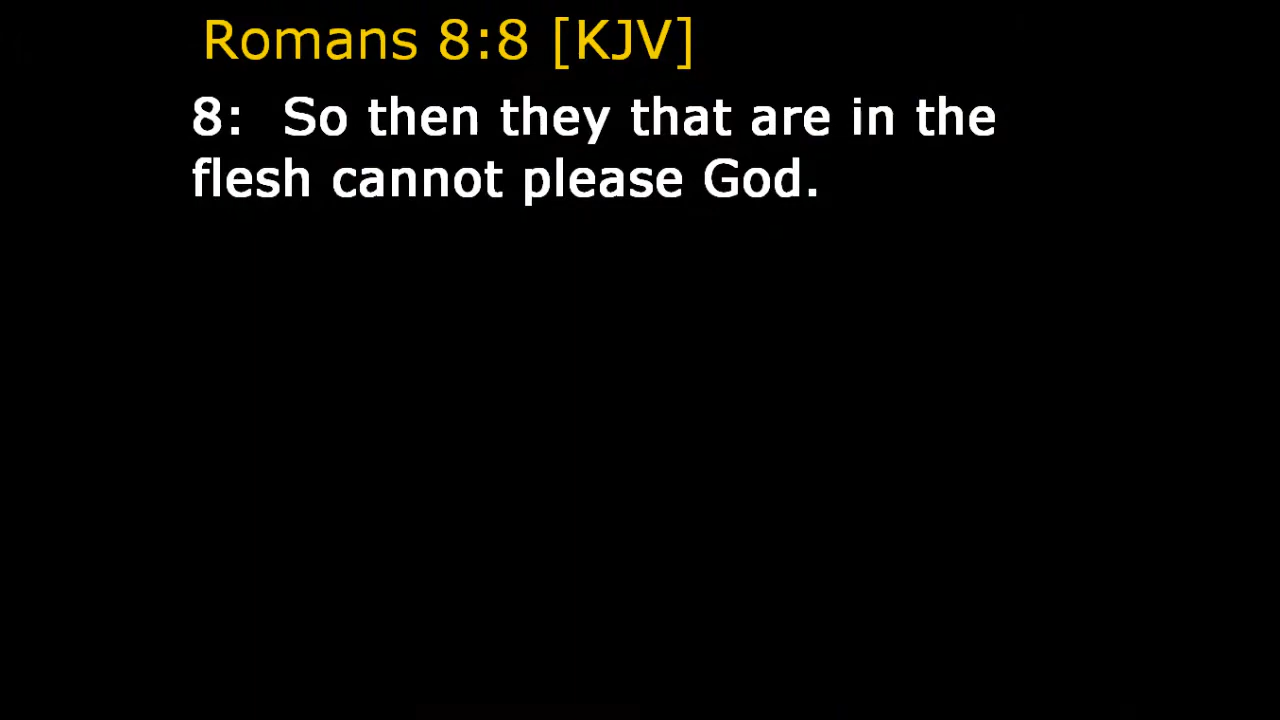 Romans 8:8 [KJV]
8: So then they that are in the
flesh cannot please God.